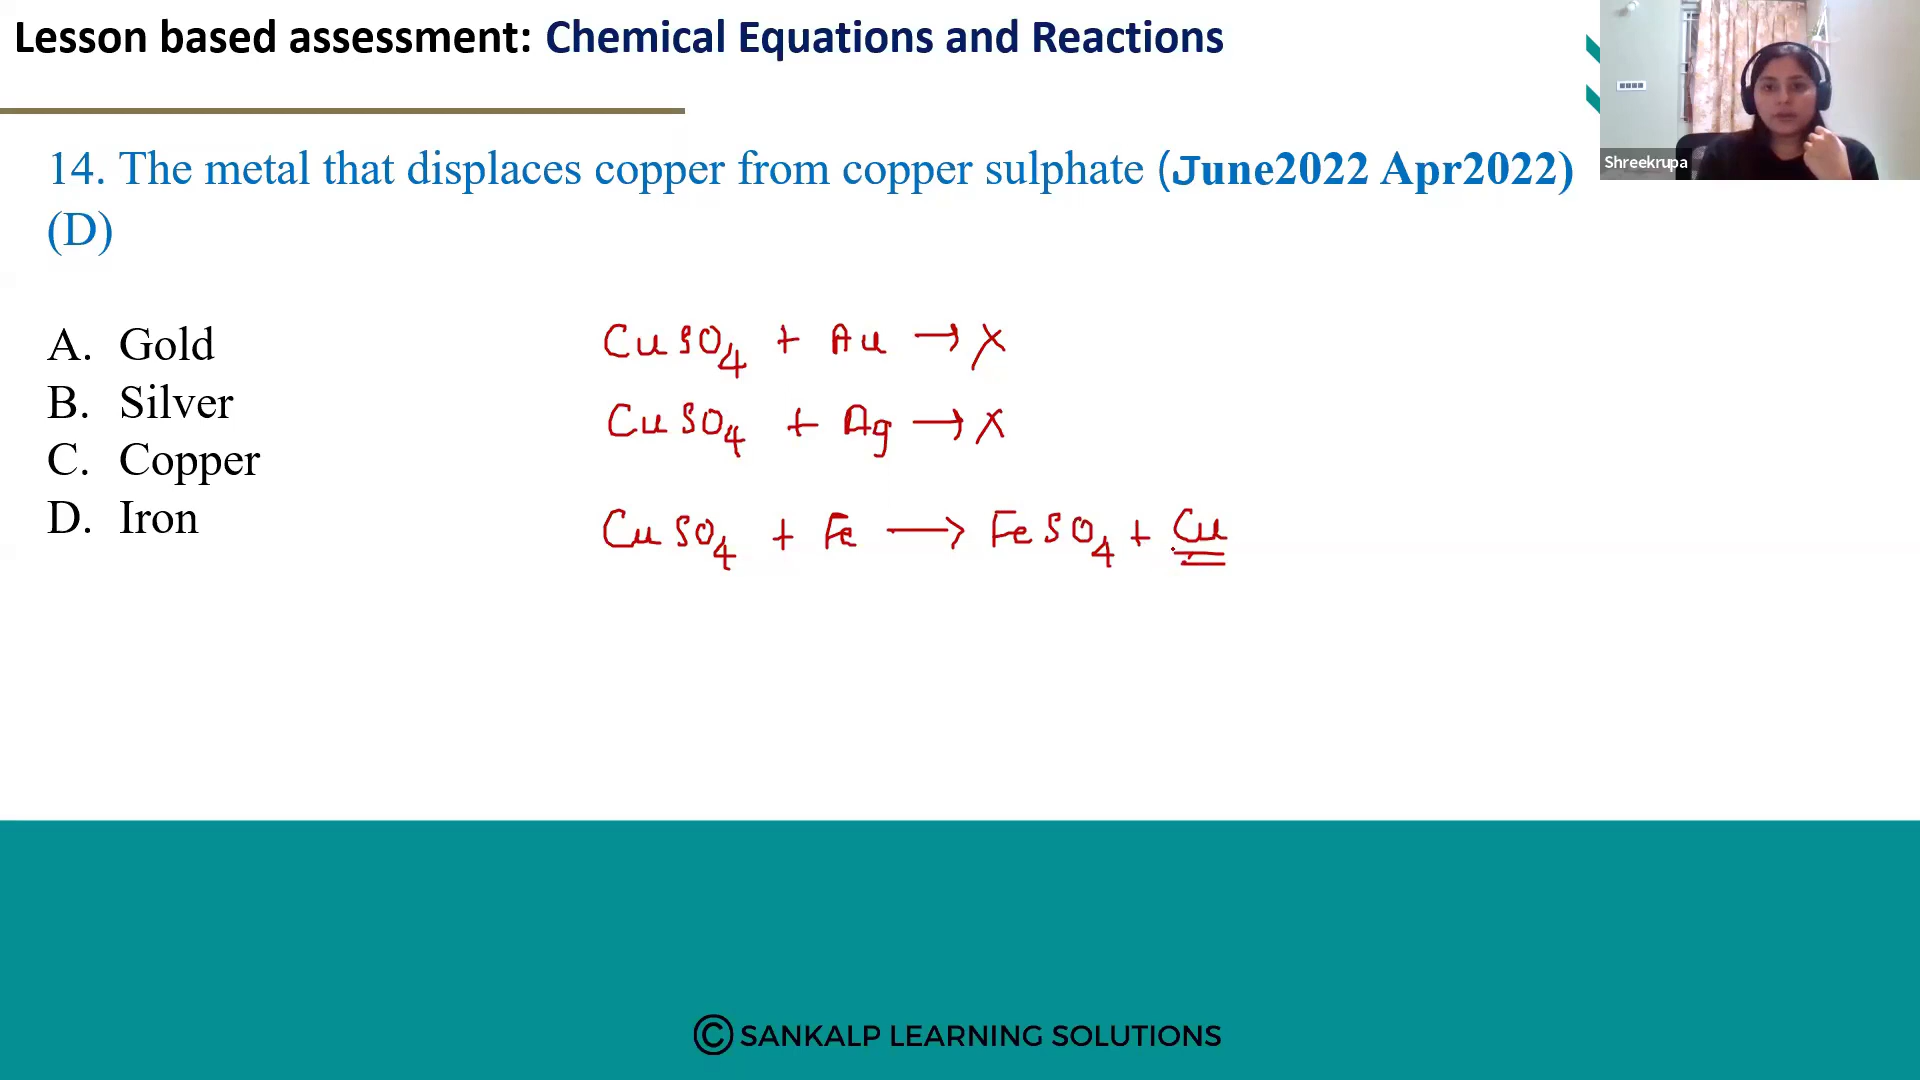 Lesson based assessment: Chemical Equations and Reactions
Shreekrupa
14. The metal that displaces copper from copper sulphate (June2022 Apr2022)
(D)
A. Gold
B. Silver
C. Copper
D. Iron
CuSO4 + Au → X
CuSO4 + Ag → X
CuSO4 + Fe → FeSO4 + Cu
© SANKALP LEARNING SOLUTIONS